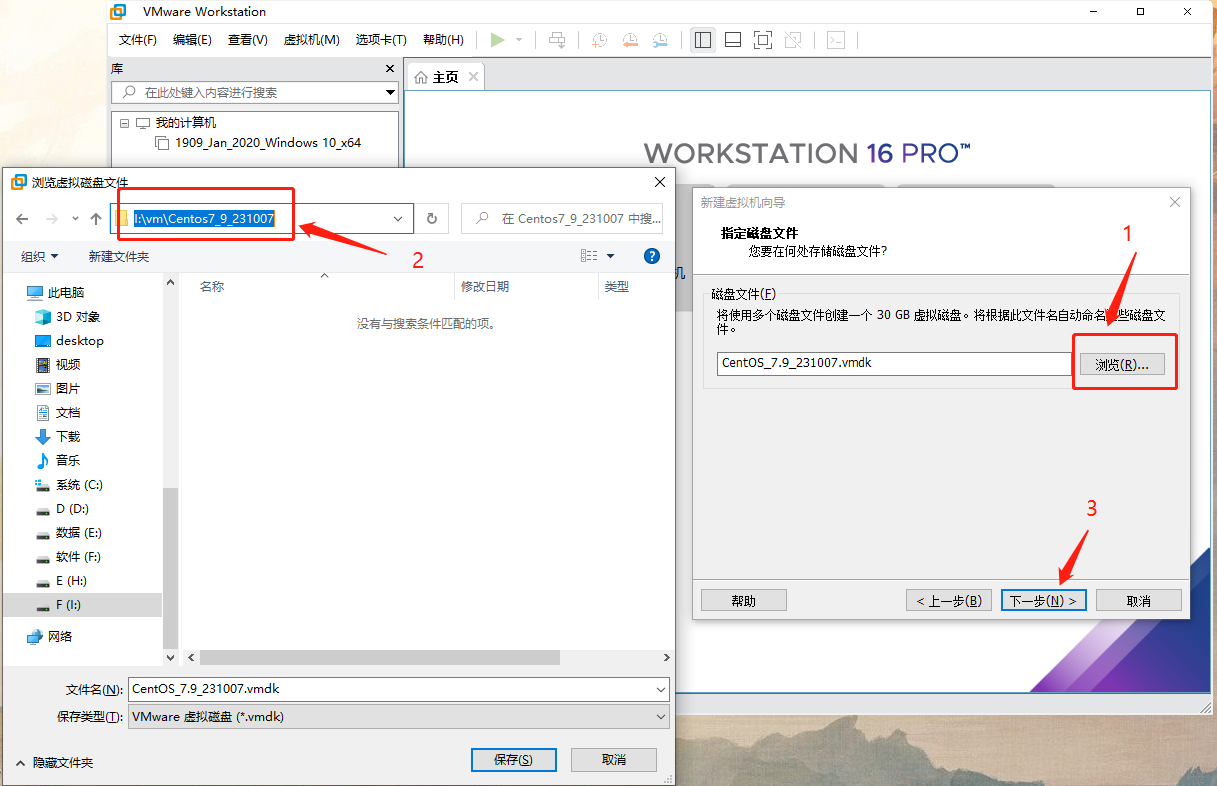 VMware Workstation
文件(F) 编辑(E) 查看(V) 虚拟机(M) 选项卡(T) 帮助(H)
库
主页
在此处键入内容进行搜索
我的计算机
1909_Jan_2020_Windows 10_x64
WORKSTATION 16 PRO™
浏览虚拟磁盘文件
I:\vm\Centos7_9_231007
在 Centos7_9_231007 中搜...
2
组织 新建文件夹
名称 修改日期 类型
没有与搜索条件匹配的项。
此电脑
3D 对象
desktop
视频
图片
文档
下载
音乐
系统 (C:)
D (D:)
数据 (E:)
软件 (F:)
E (H:)
F (I:)
网络
文件名(N): CentOS_7.9_231007.vmdk
保存类型(T): VMware 虚拟磁盘 (*.vmdk)
隐藏文件夹
保存(S) 取消
机
新建虚拟机向导
指定磁盘文件
您要在何处存储磁盘文件?
1
磁盘文件(F)
将使用多个磁盘文件创建一个 30 GB 虚拟磁盘。将根据此文件名自动命名些磁盘文
件。
CentOS_7.9_231007.vmdk
浏览(R)...
3
帮助 < 上一步(B) 下一步(N) > 取消